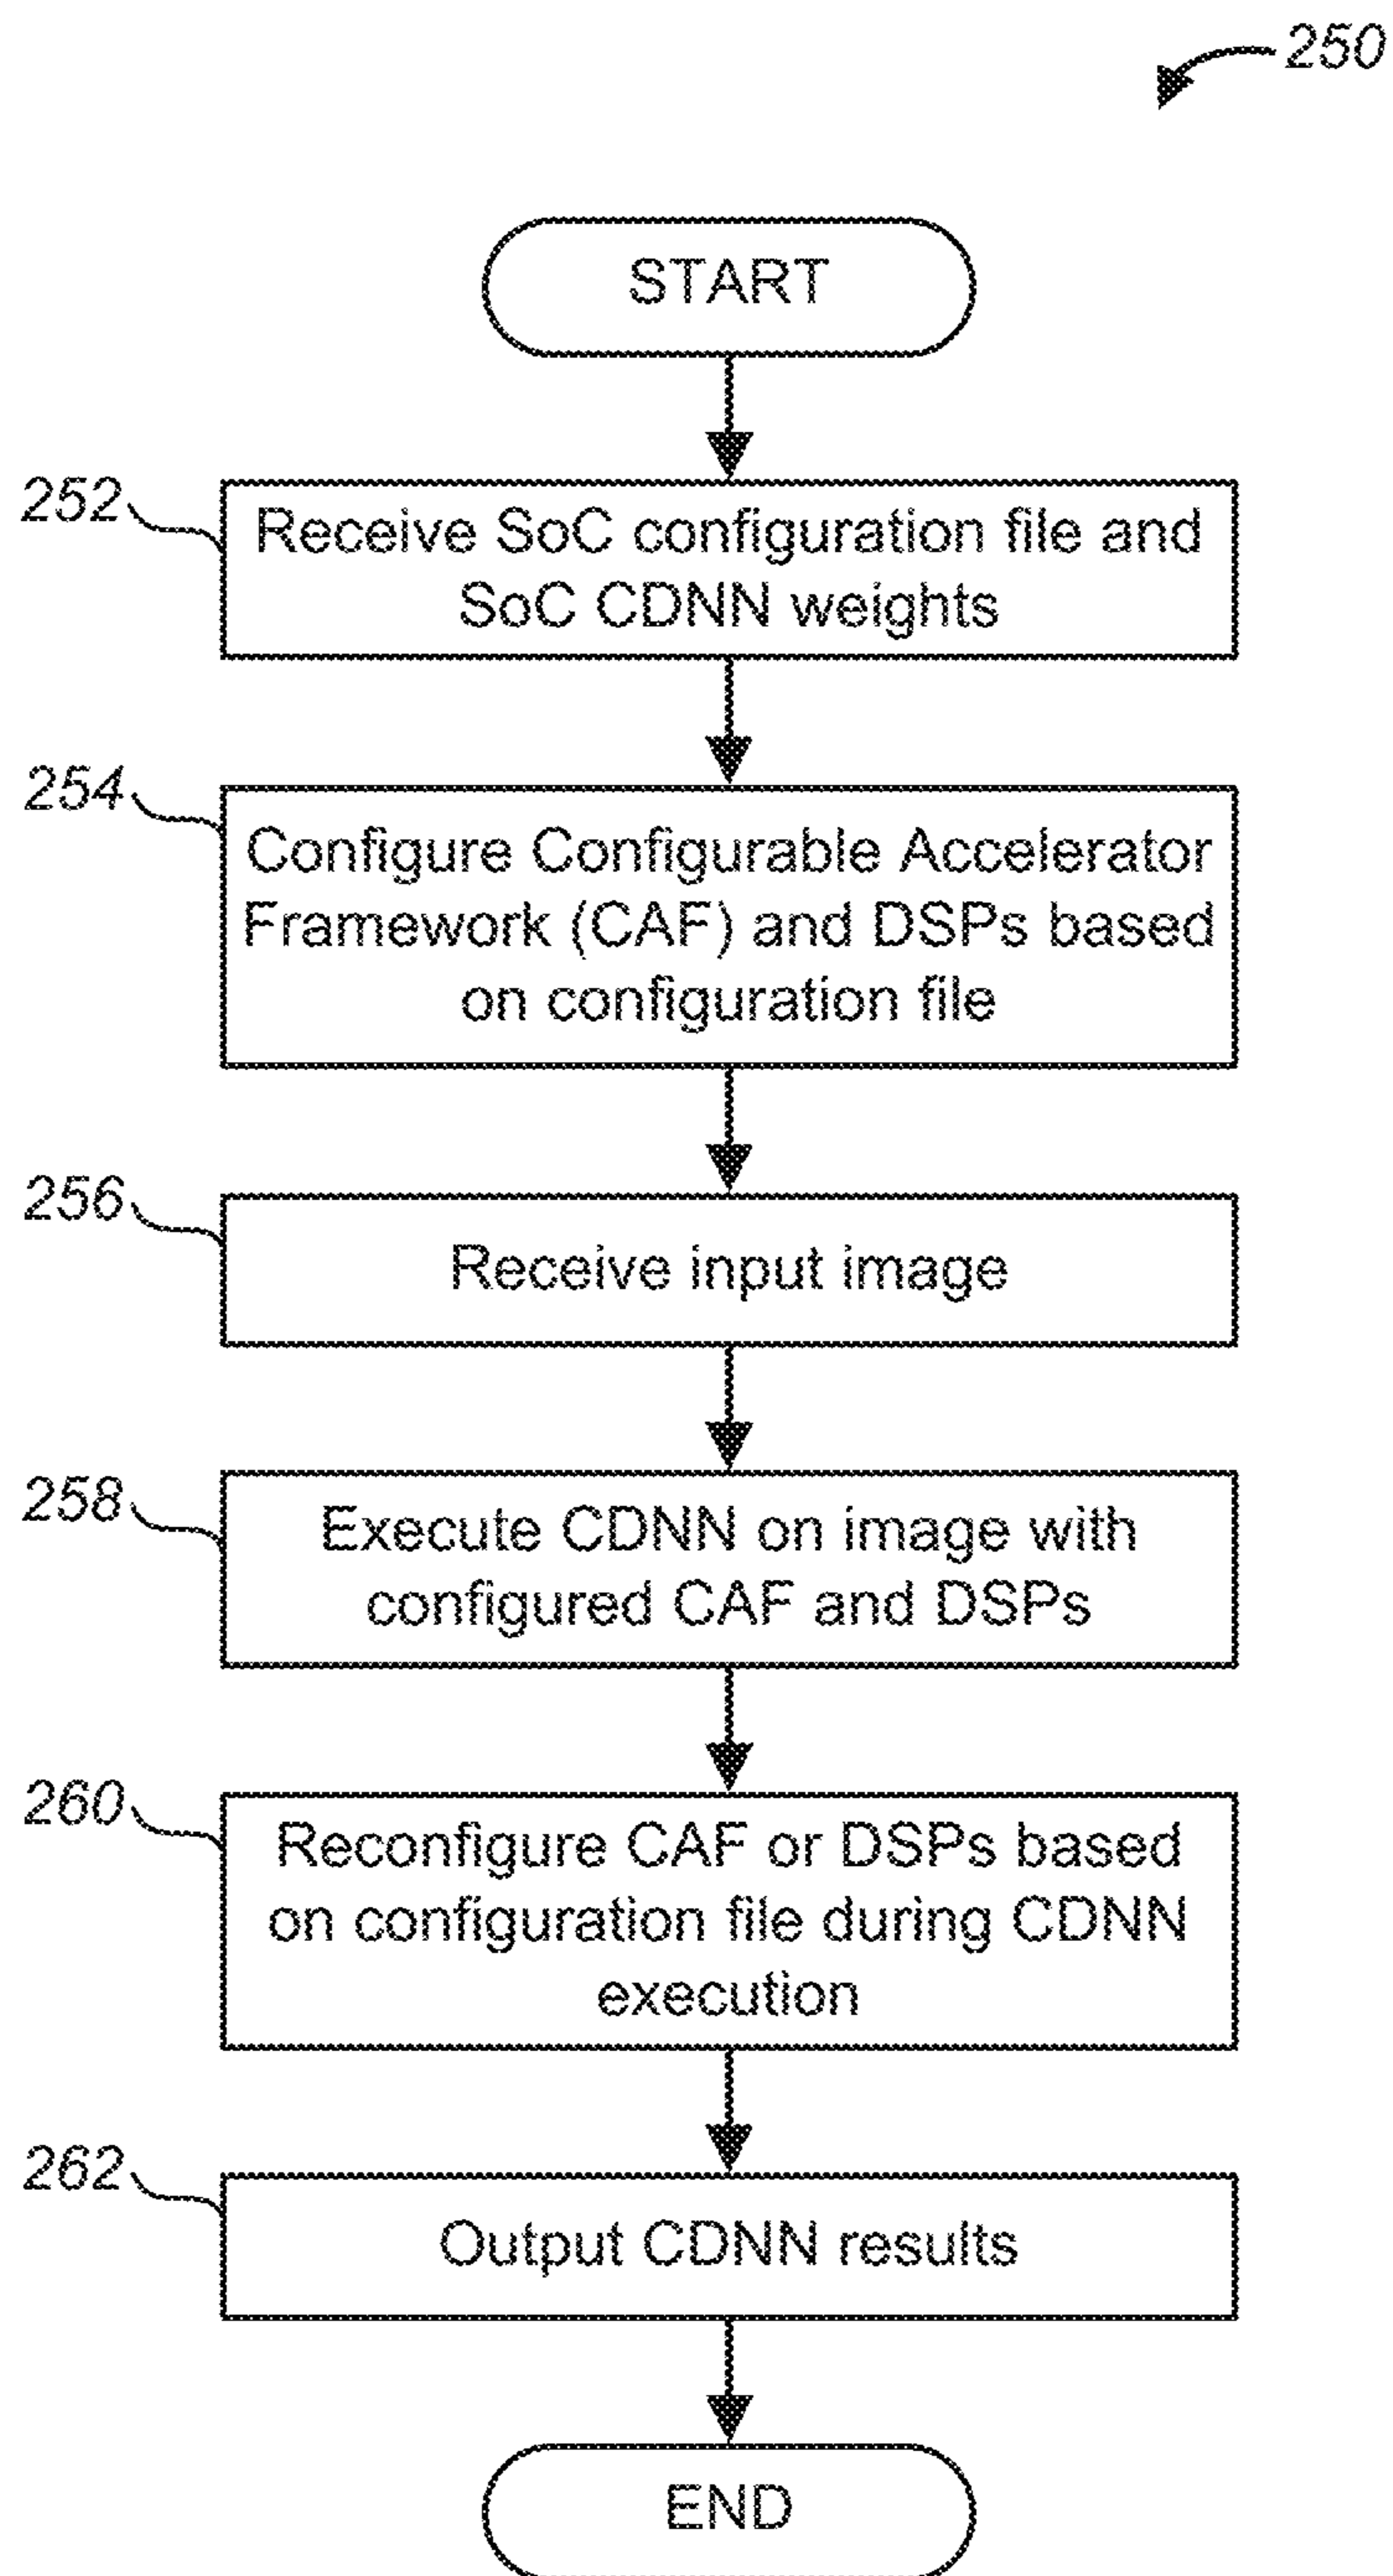 250
START
252
Receive SoC configuration file and
SoC CDNN weights
254
Configure Configurable Accelerator
Framework (CAF) and DSPs based
on configuration file
256
Receive input image
258
Execute CDNN on image with
configured CAF and DSPs
260
Reconfigure CAF or DSPs based
on configuration file during CDNN
execution
262
Output CDNN results
END